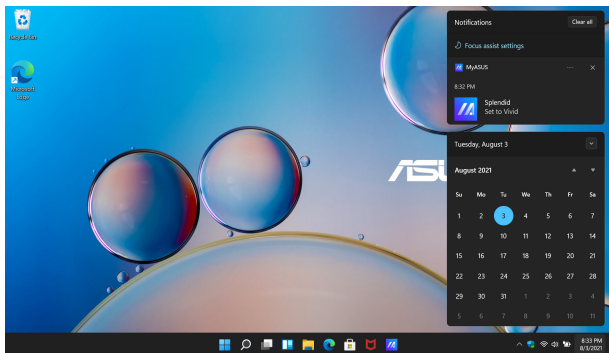 Recycle Bin
Microsoft
Edge
ASU
Notifications
Clear all
Focus assist settings
MyASUS
8:32 PM
Splendid
Set to Vivid
Tuesday, August 3
August 2021
Su Mo Tu We Th Fr Sa
1 2 3 4 5 6 7
8 9 10 11 12 13 14
15 16 17 18 19 20 21
22 23 24 25 26 27 28
29 30 31 1 2 3 4
5 6 7 8 9 10 11
8:33 PM
8/3/2021